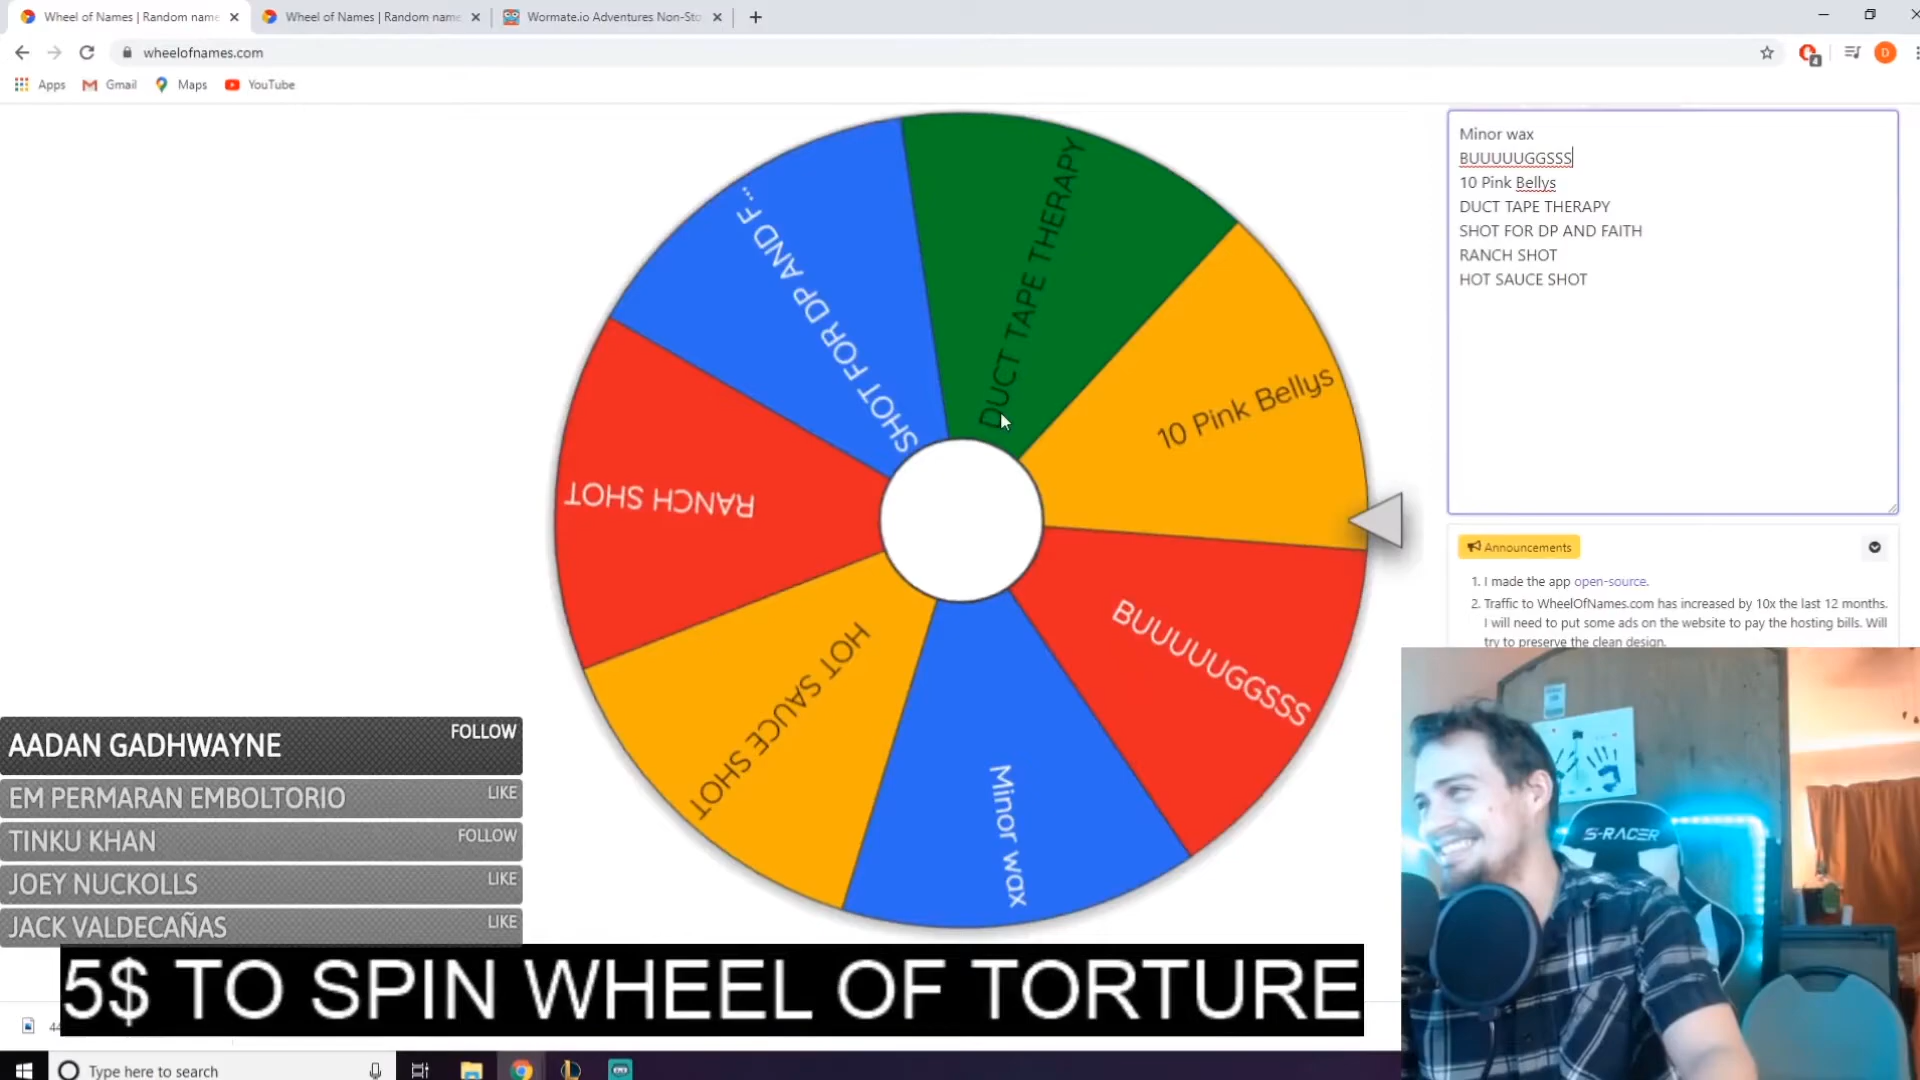 Wheel of Names | Random name
Wheel of Names | Random name
Wormate.io Adventures Non-Sto
wheelofnames.com
4
D
Apps
Gmail
Maps
YouTube
Minor wax
BUUUUUGGSSS
10 Pink Bellys
DUCT TAPE THERAPY
SHOT FOR DP AND FAITH
RANCH SHOT
HOT SAUCE SHOT
DUCT TAPE THERAPY
SHOT FOR DP AND F...
10 Pink Bellys
RANCH SHOT
BUUUUUGGSSS
HOT SAUCE SHOT
Minor wax
Announcements
1. I made the app open-source.
2. Traffic to WheelOfNames.com has increased by 10x the last 12 months.
I will need to put some ads on the website to pay the hosting bills. Will
try to preserve the clean design.
AADAN GADHWAYNE FOLLOW
EM PERMARAN EMBOLTORIO LIKE
TINKU KHAN FOLLOW
JOEY NUCKOLLS LIKE
JACK VALDECAÑAS LIKE
S-RACER
5$ TO SPIN WHEEL OF TORTURE
Type here to search